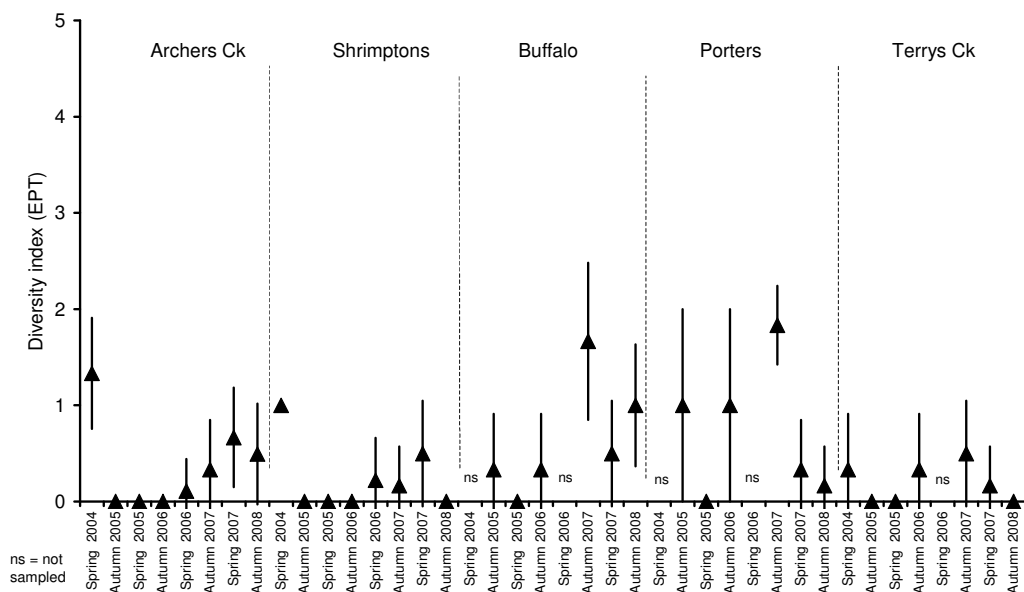 5
Archers Ck Shrimptons Buffalo Porters Terrys Ck
4
3
2
1
0
Diversity index (EPT)
ns ns ns ns ns
Spring 2004
Autumn 2005
Spring 2005
Autumn 2006
Spring 2006
Autumn 2007
Spring 2007
Autumn 2008
Spring 2004
Autumn 2005
Spring 2005
Autumn 2006
Spring 2006
Autumn 2007
Spring 2007
Autumn 2008
Spring 2004
Autumn 2005
Spring 2005
Autumn 2006
Spring 2006
Autumn 2007
Spring 2007
Autumn 2008
Spring 2004
Autumn 2005
Spring 2005
Autumn 2006
Spring 2006
Autumn 2007
Spring 2007
Autumn 2008
Spring 2004
Autumn 2005
Spring 2005
Autumn 2006
Spring 2006
Autumn 2007
Spring 2007
Autumn 2008
ns = not
sampled